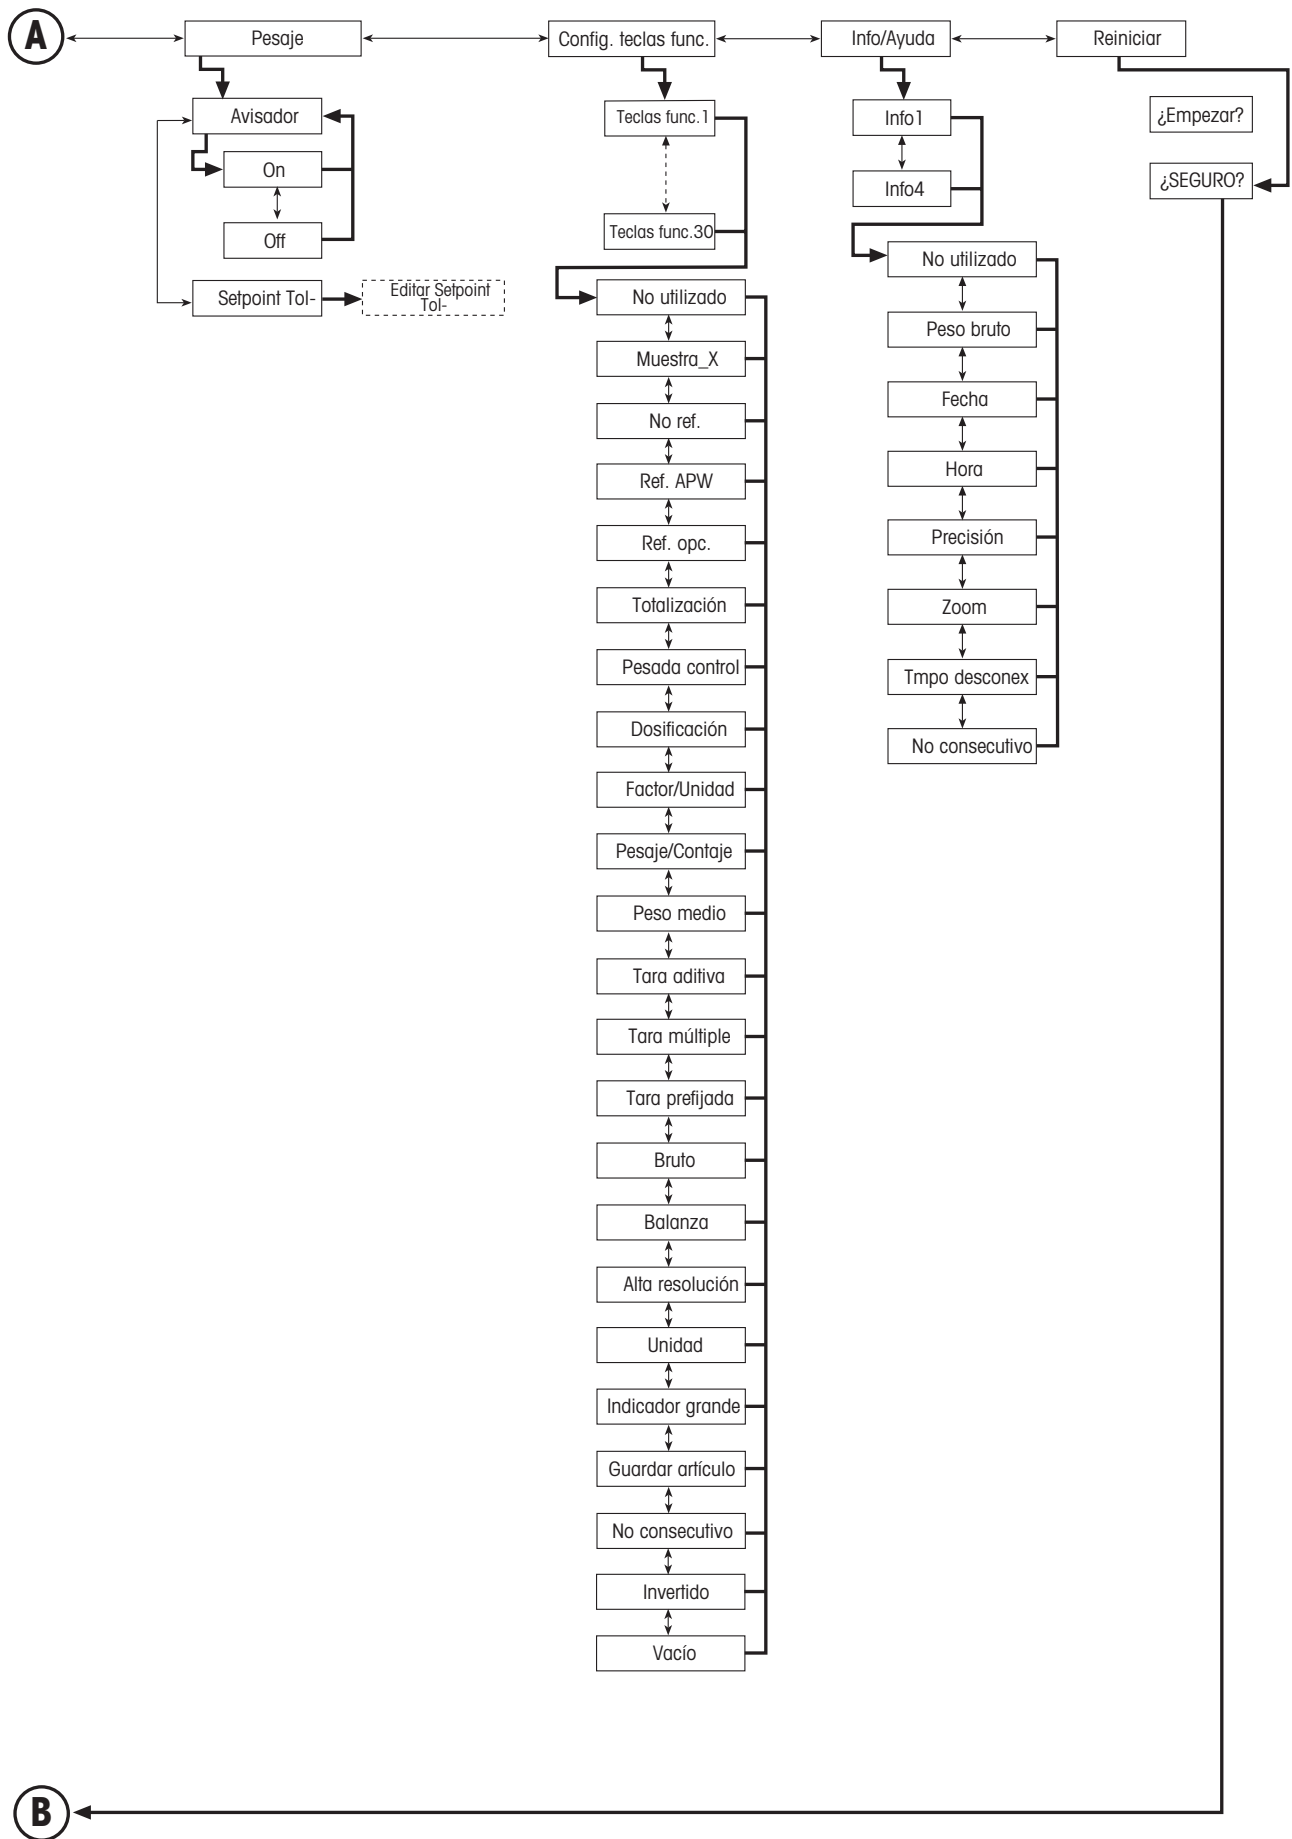 A
Pesaje
Config. teclas func.
Info/Ayuda
Reiniciar
Avisador
On
Off
Setpoint Tol-
Editar Setpoint
Tol-
Teclas func.1
Teclas func.30
No utilizado
Muestra_X
No ref.
Ref. APW
Ref. opc.
Totalización
Pesada control
Dosificación
Factor/Unidad
Pesaje/Contaje
Peso medio
Tara aditiva
Tara múltiple
Tara prefijada
Bruto
Balanza
Alta resolución
Unidad
Indicador grande
Guardar artículo
No consecutivo
Invertido
Vacío
Info1
Info4
No utilizado
Peso bruto
Fecha
Hora
Precisión
Zoom
Tmpo desconex
No consecutivo
¿Empezar?
¿SEGURO?
B